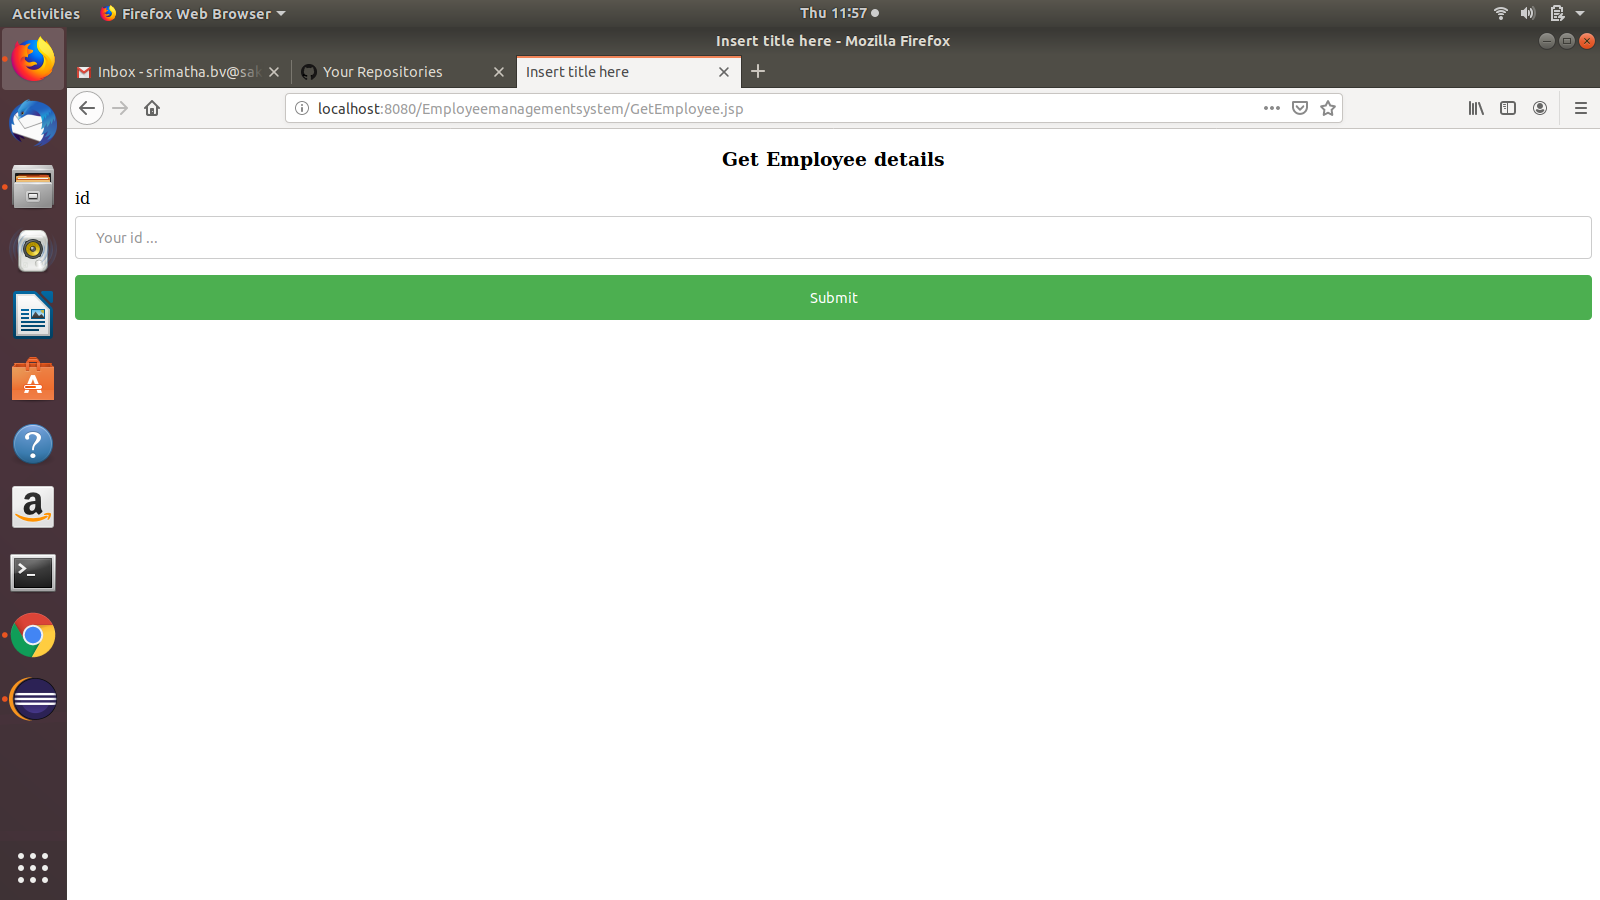 Activities
Firefox Web Browser
Thu 11:57
Insert title here - Mozilla Firefox
Inbox - srimatha.bv@sak
Your Repositories
Insert title here
localhost:8080/Employeemanagementsystem/GetEmployee.jsp
Get Employee details
id
Your id ...
Submit